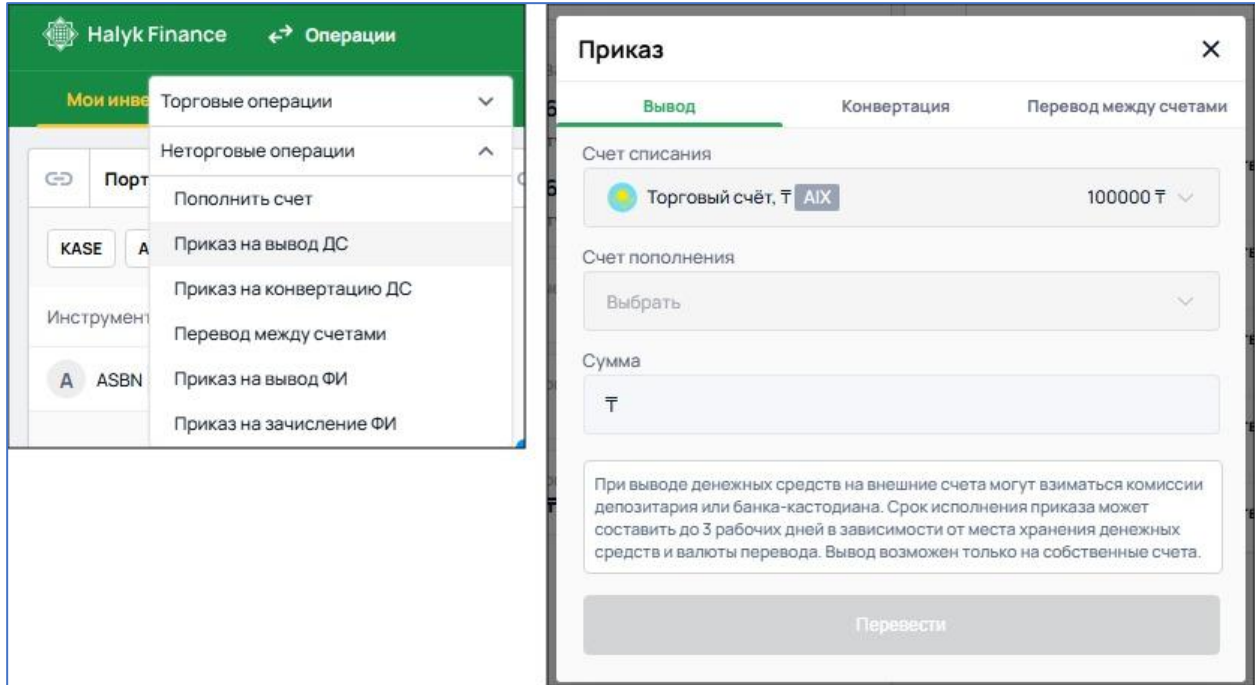 Halyk Finance
Операции
Мои инве
Торговые операции
Неторговые операции
Порт
Пополнить счет
KASE
A
Приказ на вывод ДС
Приказ на конвертацию ДС
Инструмент
Перевод между счетами
A ASBN
Приказ на вывод ФИ
Приказ на зачисление ФИ
Приказ
Вывод
Конвертация
Перевод между счетами
Счет списания
Торговый счёт, ₸ AIX
100000 ₸
Счет пополнения
Выбрать
Сумма
₸
При выводе денежных средств на внешние счета могут взиматься комиссии
депозитария или банка-кастодиана. Срок исполнения приказа может
составить до 3 рабочих дней в зависимости от места хранения денежных
средств и валюты перевода. Вывод возможен только на собственные счета.
Перевести